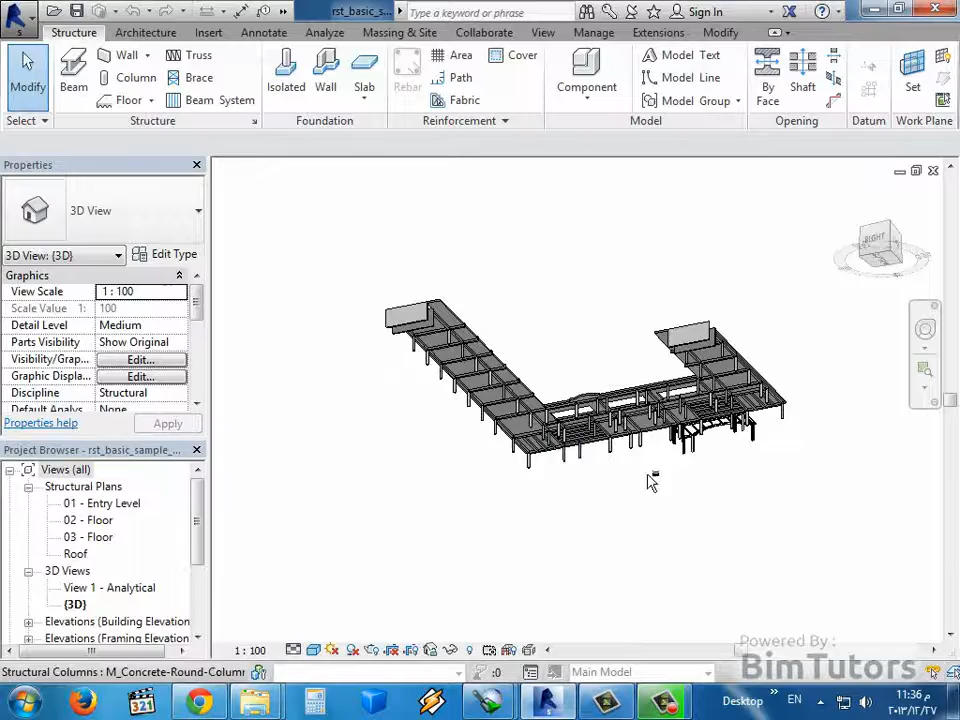 rst_basic_s...
Type a keyword or phrase
Sign In
S
Structure Architecture Insert Annotate Analyze Massing & Site Collaborate View Manage Extensions Modify
Modify
Beam
Wall
Column
Floor
Truss
Brace
Beam System
Isolated
Wall
Slab
Rebar
Area
Path
Fabric
Cover
Component
Model Text
Model Line
Model Group
By Face
Shaft
Set
Select
Structure
Foundation
Reinforcement
Model
Opening
Datum
Work Plane
Properties
3D View
3D View: {3D}
Edit Type
Graphics
View Scale 1 : 100
Scale Value 1: 100
Detail Level Medium
Parts Visibility Show Original
Visibility/Grap... Edit...
Graphic Displa... Edit...
Discipline Structural
Default Analys... None
Properties help
Apply
RIGHT
Project Browser - rst_basic_sample_...
Views (all)
Structural Plans
01 - Entry Level
02 - Floor
03 - Floor
Roof
3D Views
View 1 - Analytical
{3D}
Elevations (Building Elevation
Elevations (Framing Elevation
1 : 100
Powered By :
BimTutors
Structural Columns : M_Concrete-Round-Column
:0
Main Model
321
Desktop
EN
11:36 م
٢٠١٣/١٢/٢٧